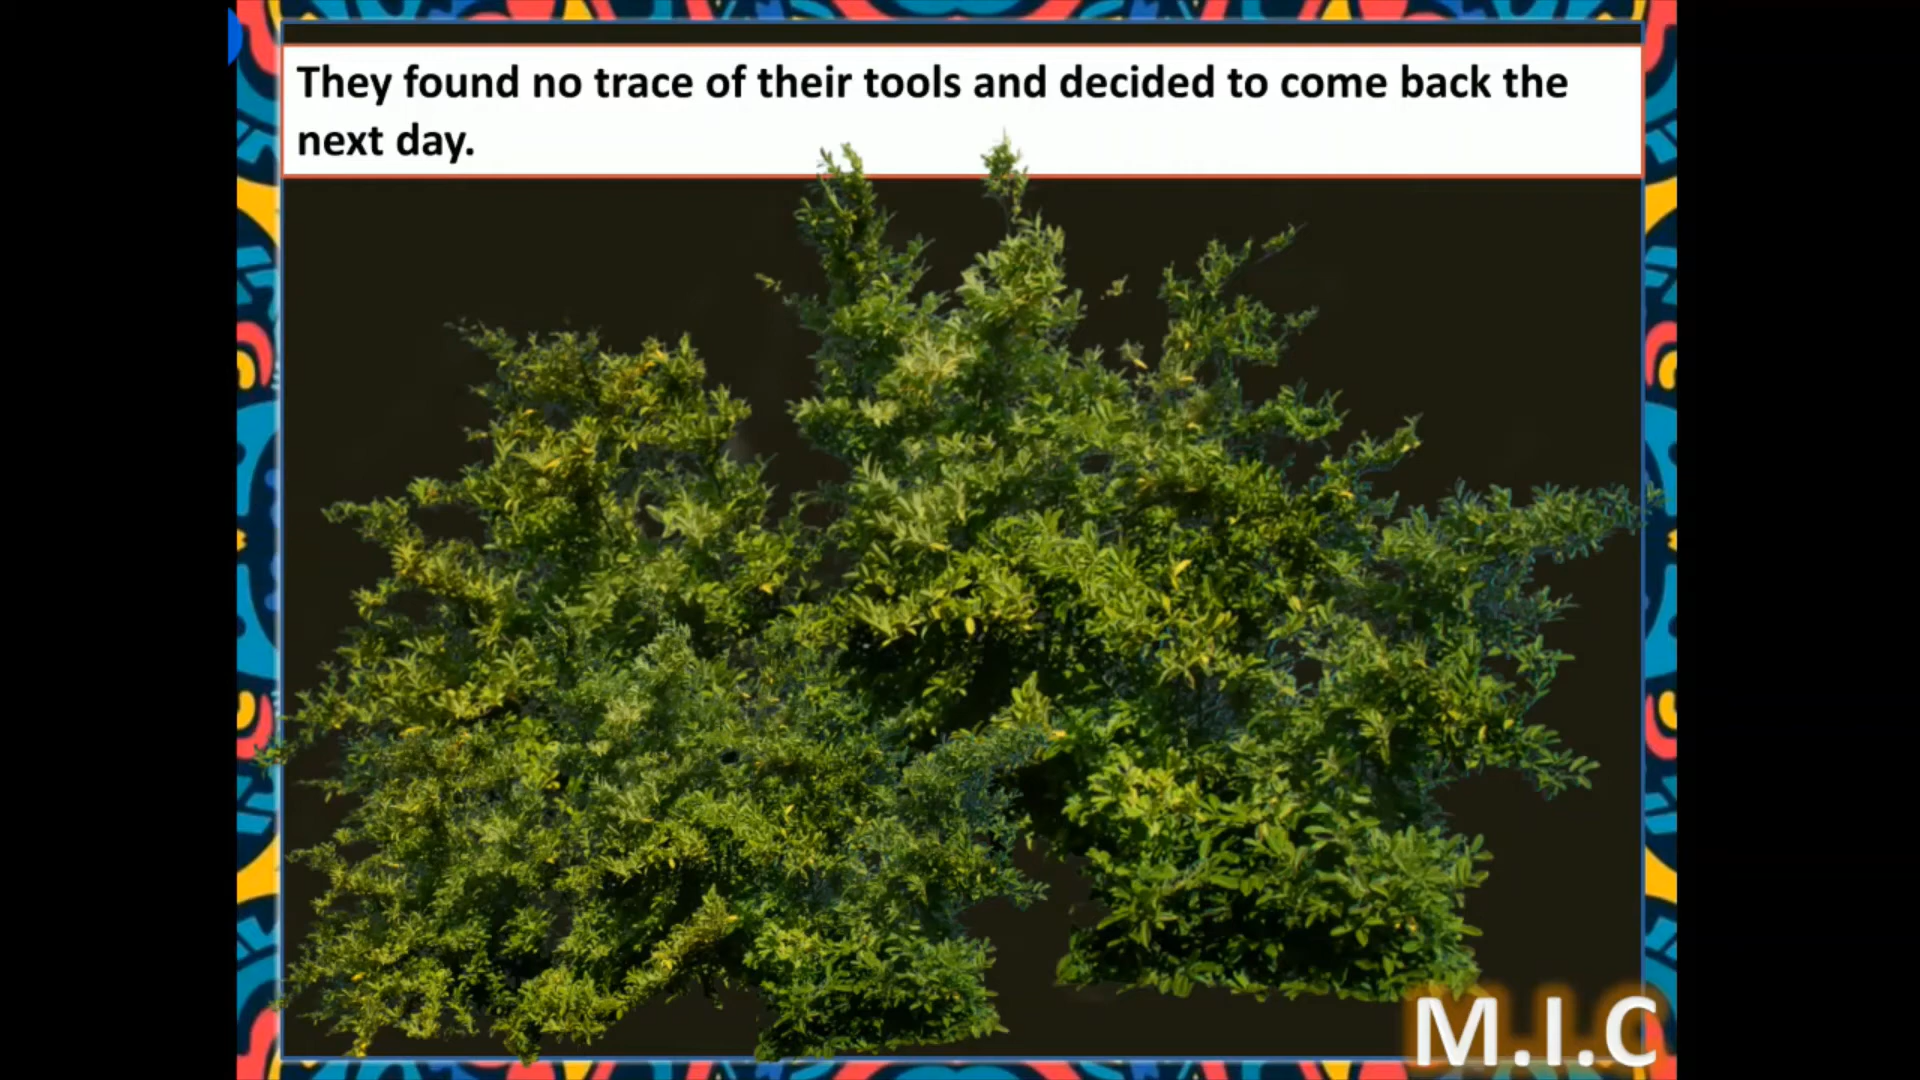 They found no trace of their tools and decided to come back the
next day.
M.I.C